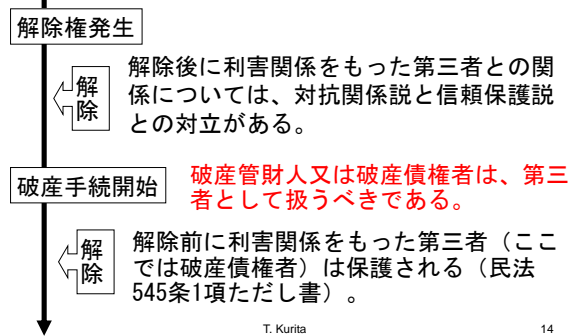 解除権発生
解除
解除後に利害関係をもった第三者との関
係については、対抗関係説と信頼保護説
との対立がある。
破産手続開始
破産管財人又は破産債権者は、第三
者として扱うべきである。
解除
解除前に利害関係をもった第三者（ここ
では破産債権者）は保護される（民法
545条1項ただし書）。
T. Kurita
14